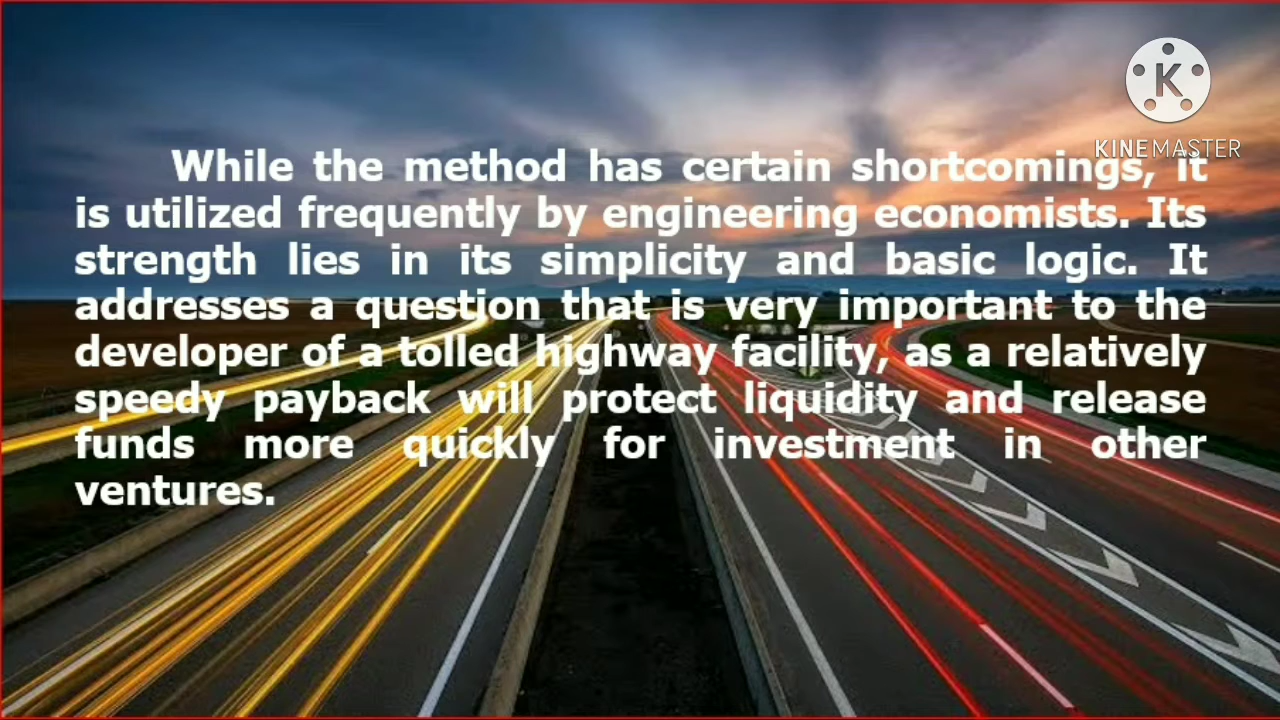 K
KINEMASTER
While the method has certain shortcomings, it
is utilized frequently by engineering economists. Its
strength lies in its simplicity and basic logic. It
addresses a question that is very important to the
developer of a tolled highway facility, as a relatively
speedy payback will protect liquidity and release
funds more quickly for investment in other
ventures.